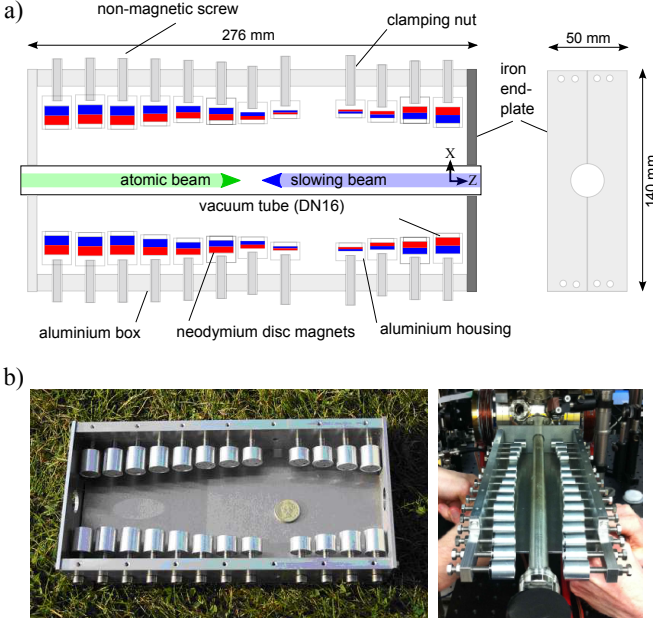 a)
non-magnetic screw
clamping nut
276 mm
50 mm
iron
end-
plate
140 mm
atomic beam
slowing beam
X
Z
vacuum tube (DN16)
aluminium box
neodymium disc magnets
aluminium housing
b)